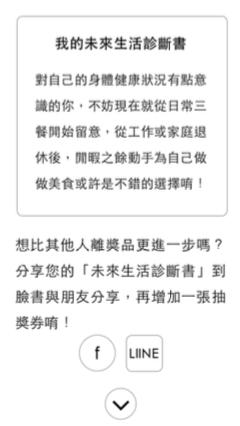 我的未來生活診斷書
對自己的身體健康狀況有點意
識的你，不妨現在就從日常三
餐開始留意，從工作或家庭退
休後，閒暇之餘動手為自己做
做美食或許是不錯的選擇唷！
想比其他人離獎品更進一步嗎？
分享您的「未來生活診斷書」到
臉書與朋友分享，再增加一張抽
獎券唷！
f
LIINE